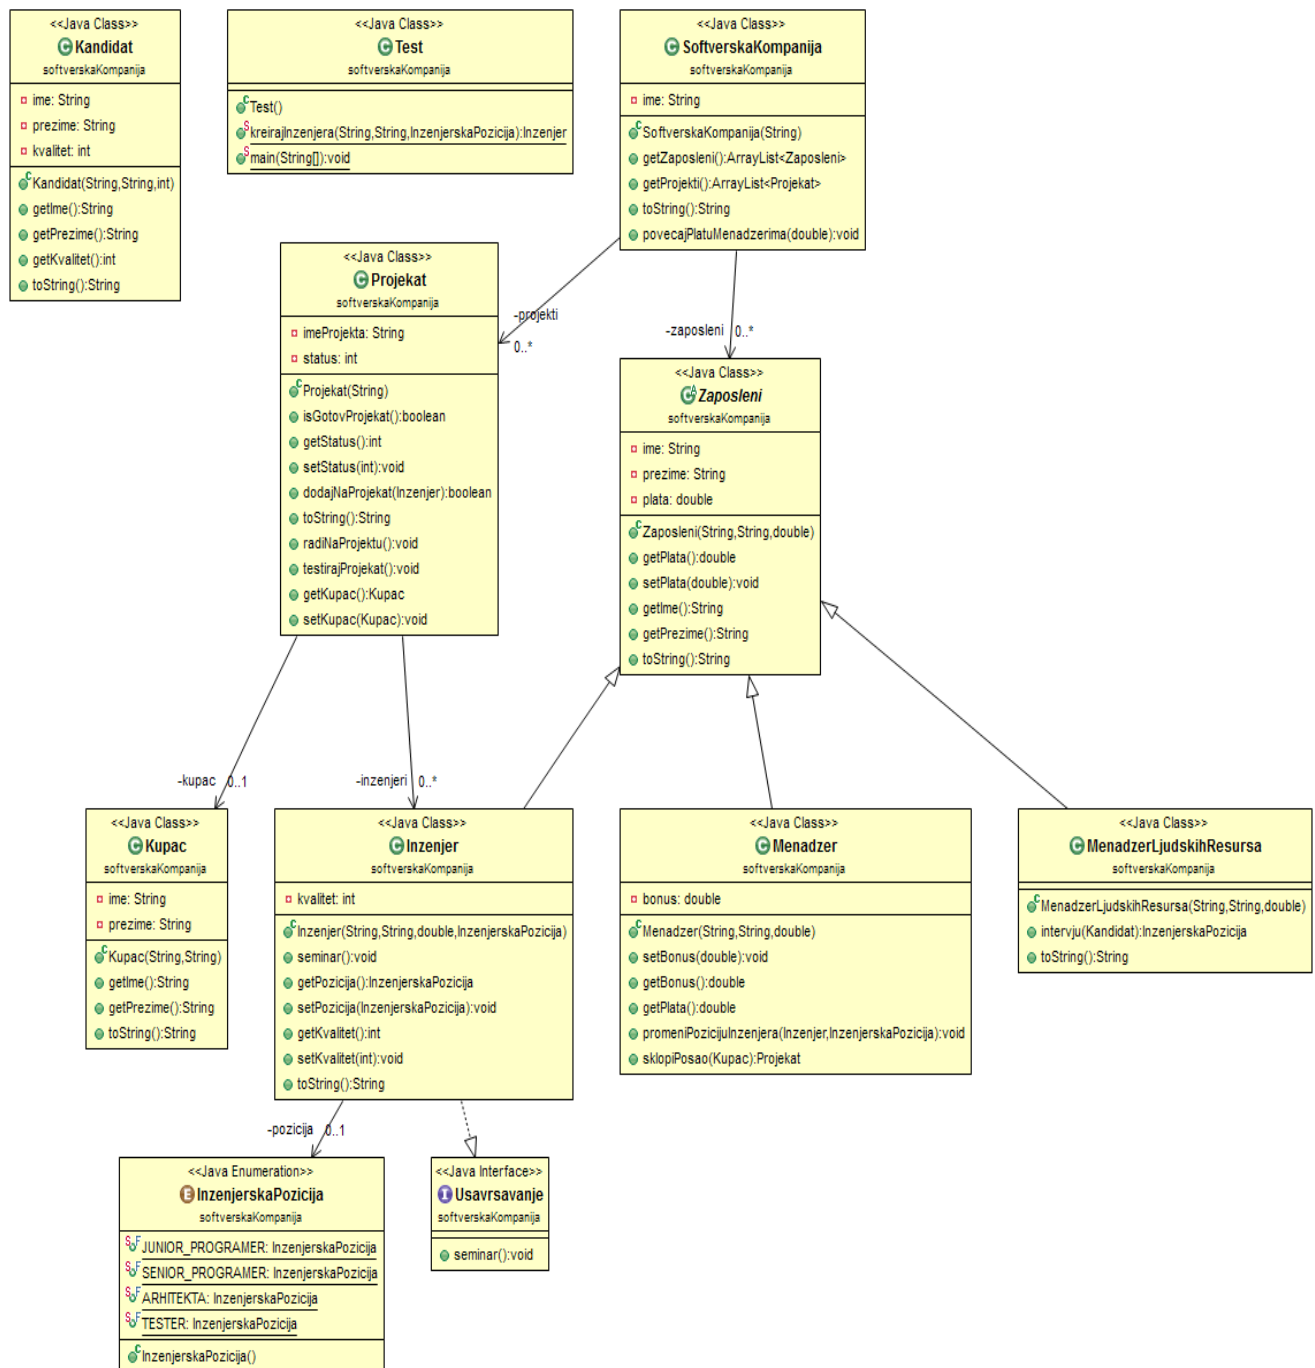 <<Java Class>>
Kandidat
softverskaKompanija
ime: String
prezime: String
kvalitet: int
Kandidat(String,String,int)
getIme():String
getPrezime():String
getKvalitet():int
toString():String
<<Java Class>>
Test
softverskaKompanija
Test()
kreirajInzenjera(String,String,InzenjerskaPozicija):Inzenjer
main(String[]):void
<<Java Class>>
SoftverskaKompanija
softverskaKompanija
ime: String
SoftverskaKompanija(String)
getZaposleni():ArrayList<Zaposleni>
getProjekti():ArrayList<Projekat>
toString():String
povecajPlatuMenadzerima(double):void
<<Java Class>>
Projekat
softverskaKompanija
imeProjekta: String
status: int
Projekat(String)
isGotovProjekat():boolean
getStatus():int
setStatus(int):void
dodajNaProjekat(Inzenjer):boolean
toString():String
radiNaProjektu():void
testirajProjekat():void
getKupac():Kupac
setKupac(Kupac):void
-projekti
0..*
-zaposleni 0..*
<<Java Class>>
Zaposleni
softverskaKompanija
ime: String
prezime: String
plata: double
Zaposleni(String,String,double)
getPlata():double
setPlata(double):void
getIme():String
getPrezime():String
toString():String
-kupac 0..1
-inzenjeri 0..*
<<Java Class>>
Kupac
softverskaKompanija
ime: String
prezime: String
Kupac(String,String)
getIme():String
getPrezime():String
toString():String
<<Java Class>>
Inzenjer
softverskaKompanija
kvalitet: int
Inzenjer(String,String,double,InzenjerskaPozicija)
seminar():void
getPozicija():InzenjerskaPozicija
setPozicija(InzenjerskaPozicija):void
getKvalitet():int
setKvalitet(int):void
toString():String
<<Java Class>>
Menadzer
softverskaKompanija
bonus: double
Menadzer(String,String,double)
setBonus(double):void
getBonus():double
getPlata():double
promeniPozicijuInzenjera(Inzenjer,InzenjerskaPozicija):void
sklopiPosao(Kupac):Projekat
<<Java Class>>
MenadzerLjudskihResursa
softverskaKompanija
MenadzerLjudskihResursa(String,String,double)
intervju(Kandidat):InzenjerskaPozicija
toString():String
-pozicija 0..1
<<Java Enumeration>>
InzenjerskaPozicija
softverskaKompanija
JUNIOR_PROGRAMER: InzenjerskaPozicija
SENIOR_PROGRAMER: InzenjerskaPozicija
ARHITEKTA: InzenjerskaPozicija
TESTER: InzenjerskaPozicija
InzenjerskaPozicija()
<<Java Interface>>
Usavrsavanje
softverskaKompanija
seminar():void